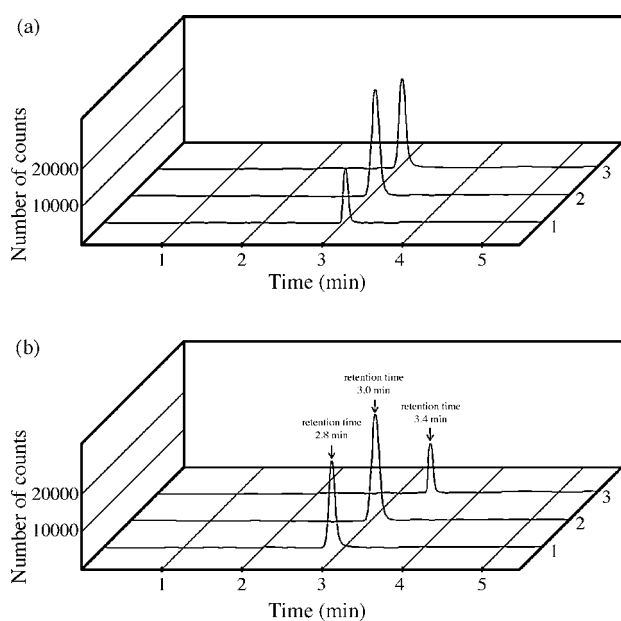 (a)
Number of counts
20000
10000
1 2 3 4 5
Time (min)
1
2
3
(b)
Number of counts
20000
10000
retention time
2.8 min
retention time
3.0 min
retention time
3.4 min
1 2 3 4 5
Time (min)
1
2
3